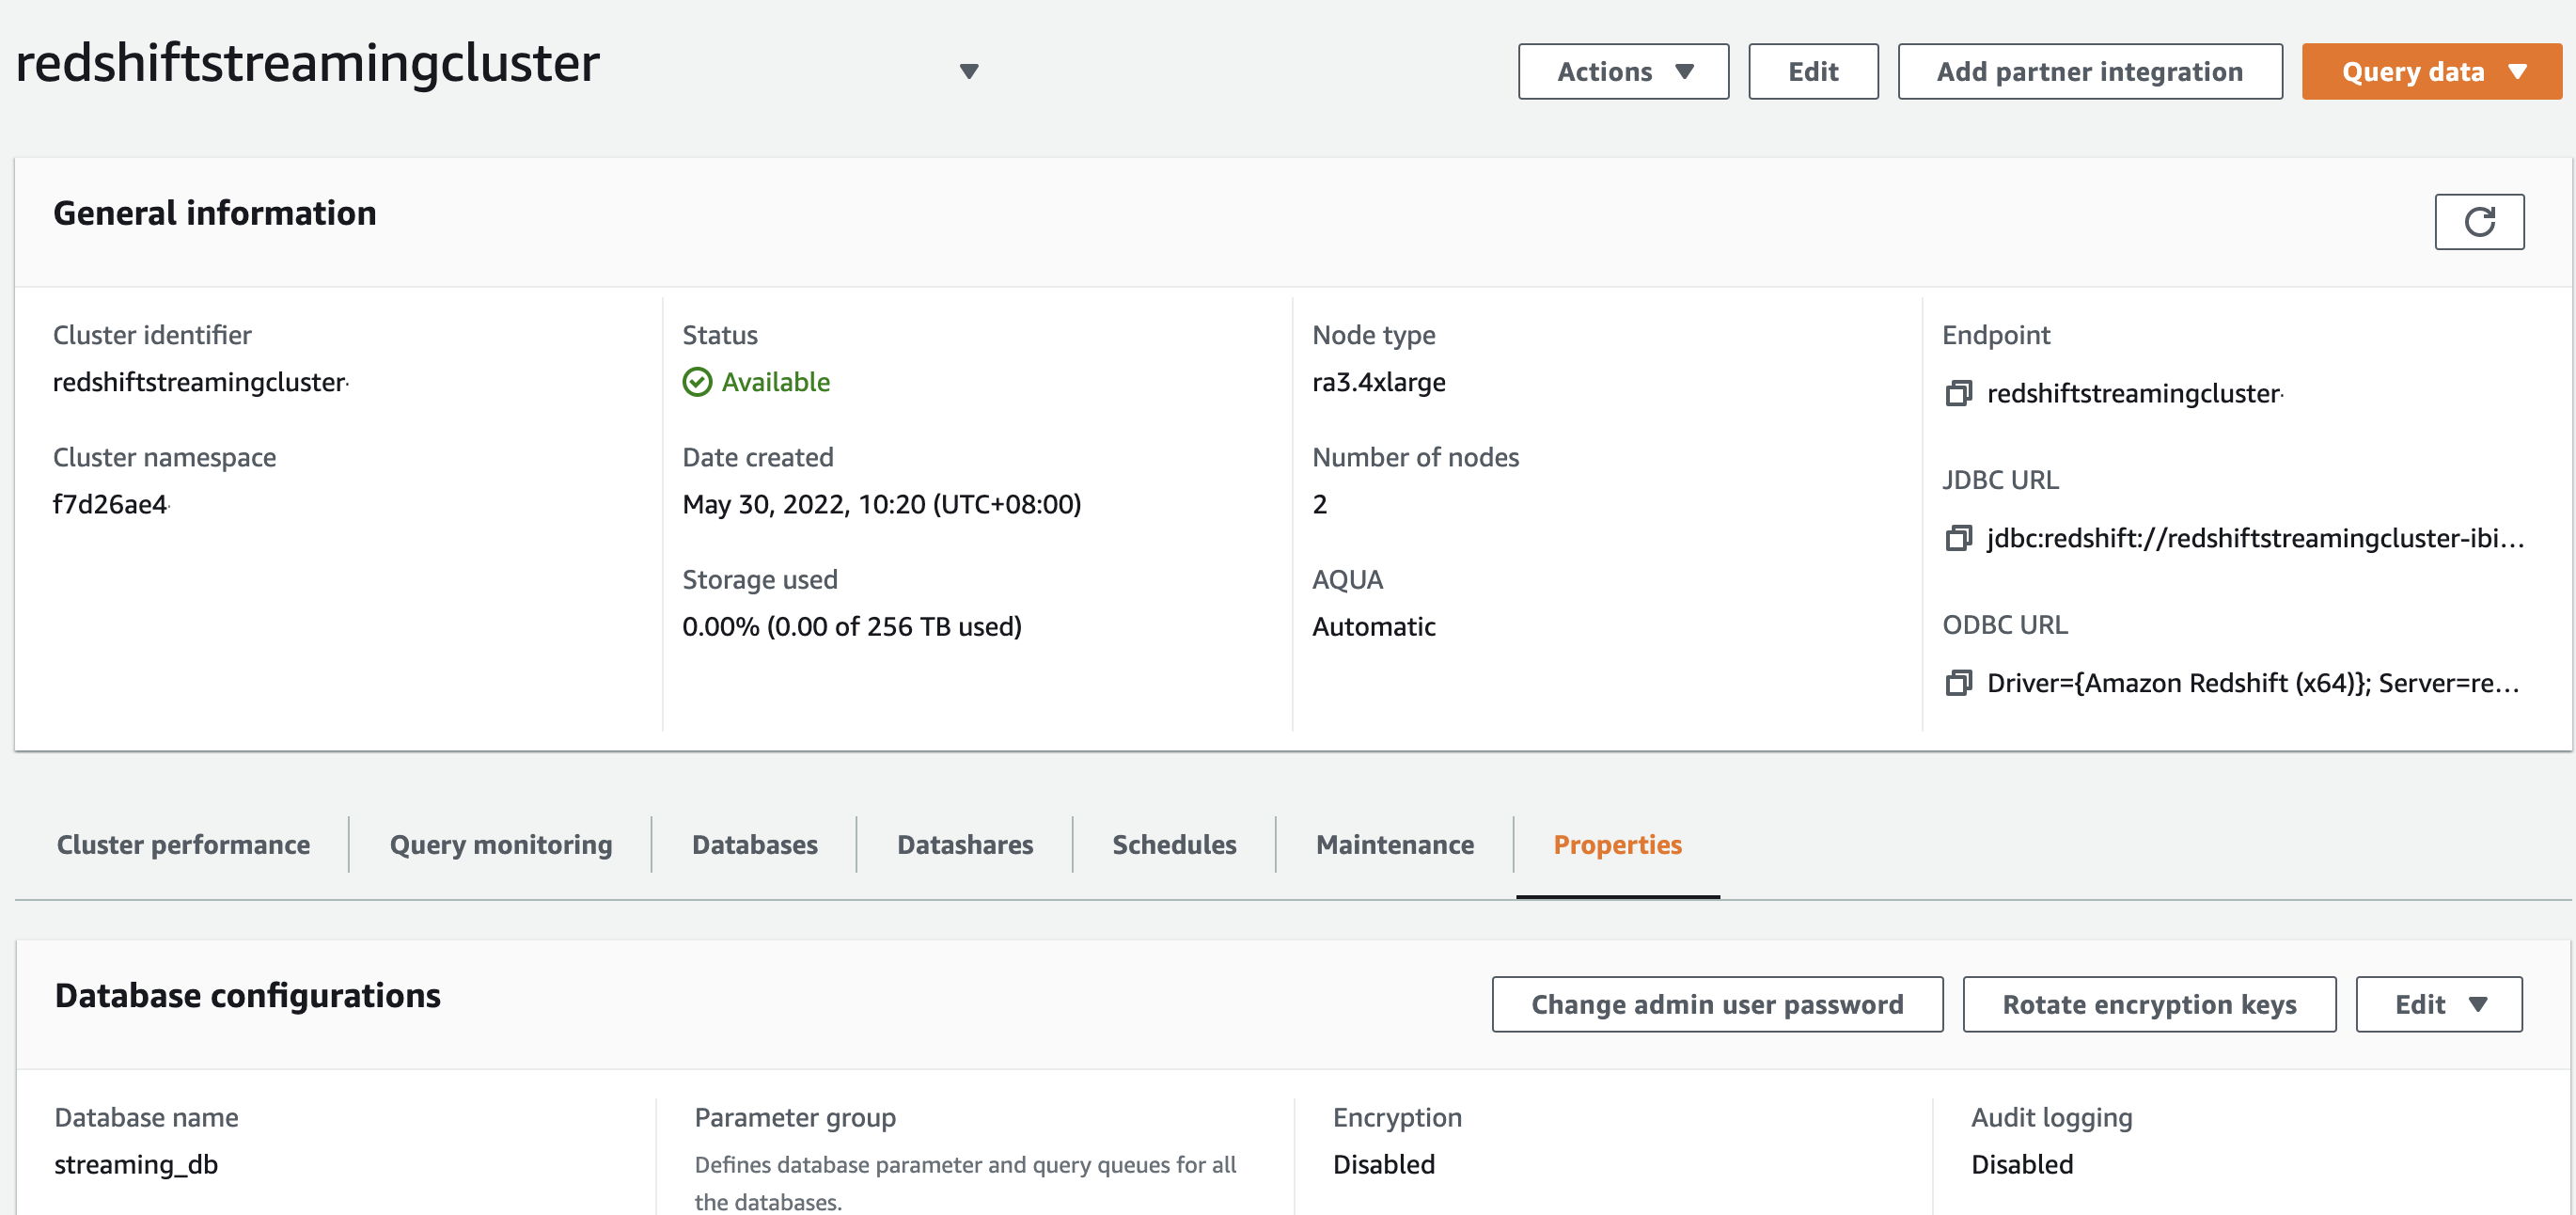 redshiftstreamingcluster
Actions
Edit
Add partner integration
Query data
General information
Cluster identifier
redshiftstreamingcluster
Cluster namespace
f7d26ae4
Status
Available
Date created
May 30, 2022, 10:20 (UTC+08:00)
Storage used
0.00% (0.00 of 256 TB used)
Node type
ra3.4xlarge
Number of nodes
2
AQUA
Automatic
Endpoint
redshiftstreamingcluster
JDBC URL
jdbc:redshift://redshiftstreamingcluster-ibi...
ODBC URL
Driver={Amazon Redshift (x64)}; Server=re...
Cluster performance
Query monitoring
Databases
Datashares
Schedules
Maintenance
Properties
Database configurations
Change admin user password
Rotate encryption keys
Edit
Database name
streaming_db
Parameter group
Defines database parameter and query queues for all
the databases.
Encryption
Disabled
Audit logging
Disabled